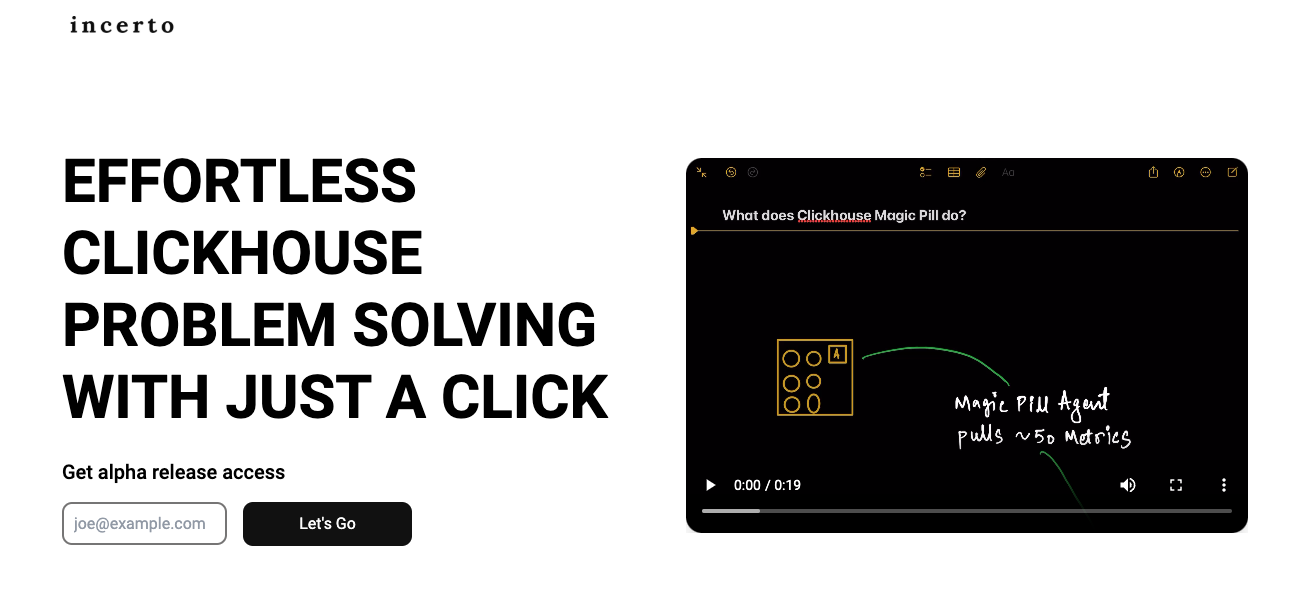 incerto
EFFORTLESS
CLICKHOUSE
PROBLEM SOLVING
WITH JUST A CLICK
Get alpha release access
joe@example.com
Let's Go
Aa
What does Clickhouse Magic Pill do?
A
Magic Pill Agent
pulls ~50 Metrics
0:00 / 0:19